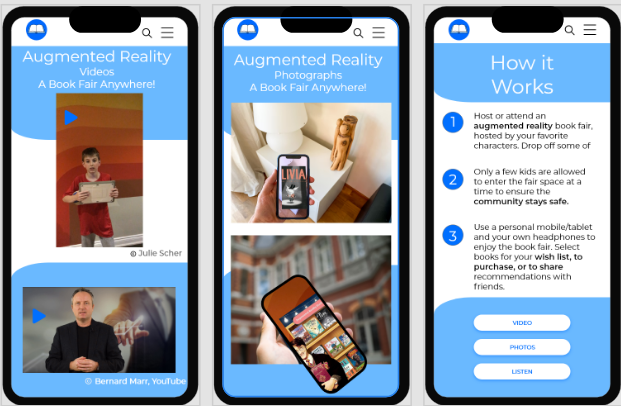 Augmented Reality
Videos
A Book Fair Anywhere!
© Julie Scher
© Bernard Marr, YouTube
Augmented Reality
Photographs
A Book Fair Anywhere!
LIVIA
How it
Works
1
Host or attend an
augmented reality book fair,
hosted by your favorite
characters. Drop off some of
2
Only a few kids are allowed
to enter the fair space at a
time to ensure the
community stays safe.
3
Use a personal mobile/tablet
and your own headphones to
enjoy the book fair. Select
books for your wish list, to
purchase, or to share
recommendations with
friends.
VIDEO
PHOTOS
LISTEN